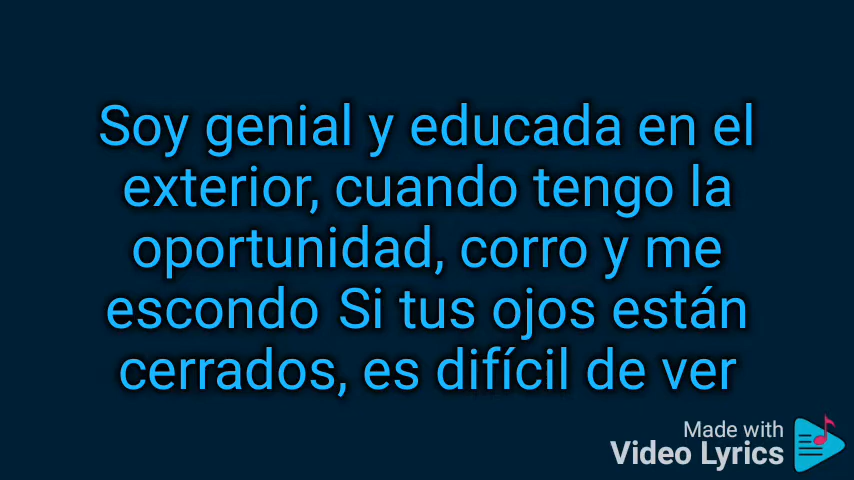 Soy genial y educada en el
exterior, cuando tengo la
oportunidad, corro y me
escondo Si tus ojos están
cerrados, es difícil de ver
Made with
Video Lyrics